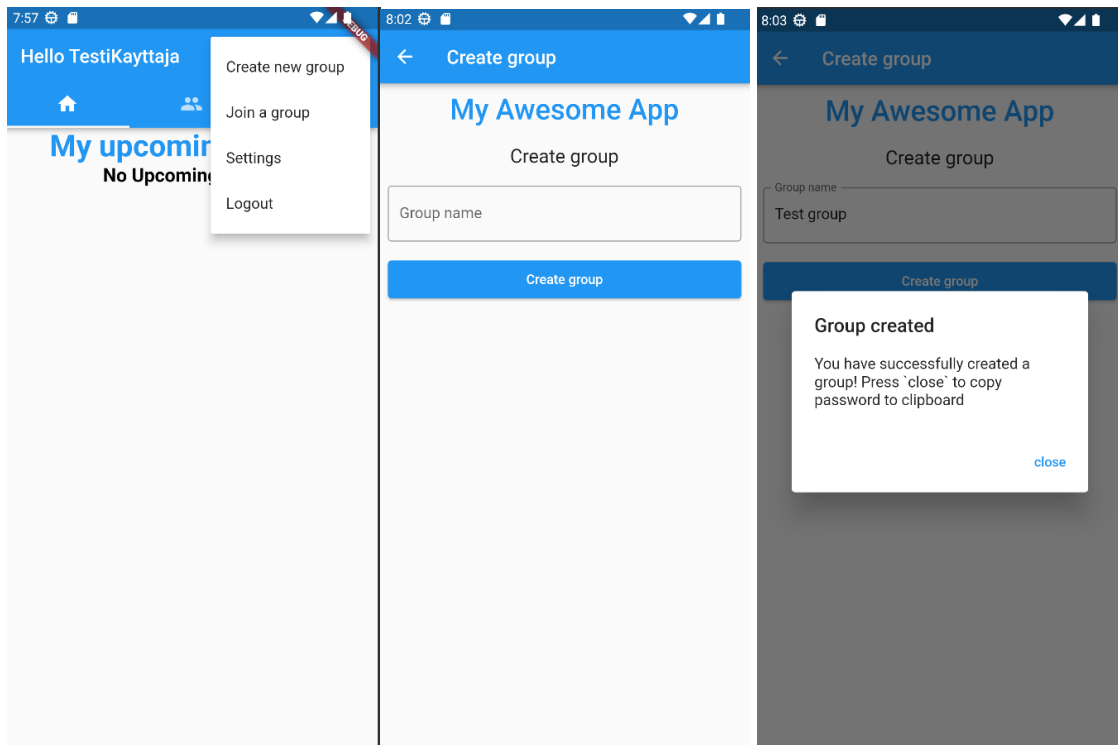 7:57
Hello TestiKayttaja
Create new group
Join a group
Settings
Logout
My upcomin
No Upcoming
8:02
Create group
My Awesome App
Create group
Group name
Create group
8:03
Create group
My Awesome App
Create group
Group name
Test group
Create group
Group created
You have successfully created a
group! Press `close` to copy
password to clipboard
close